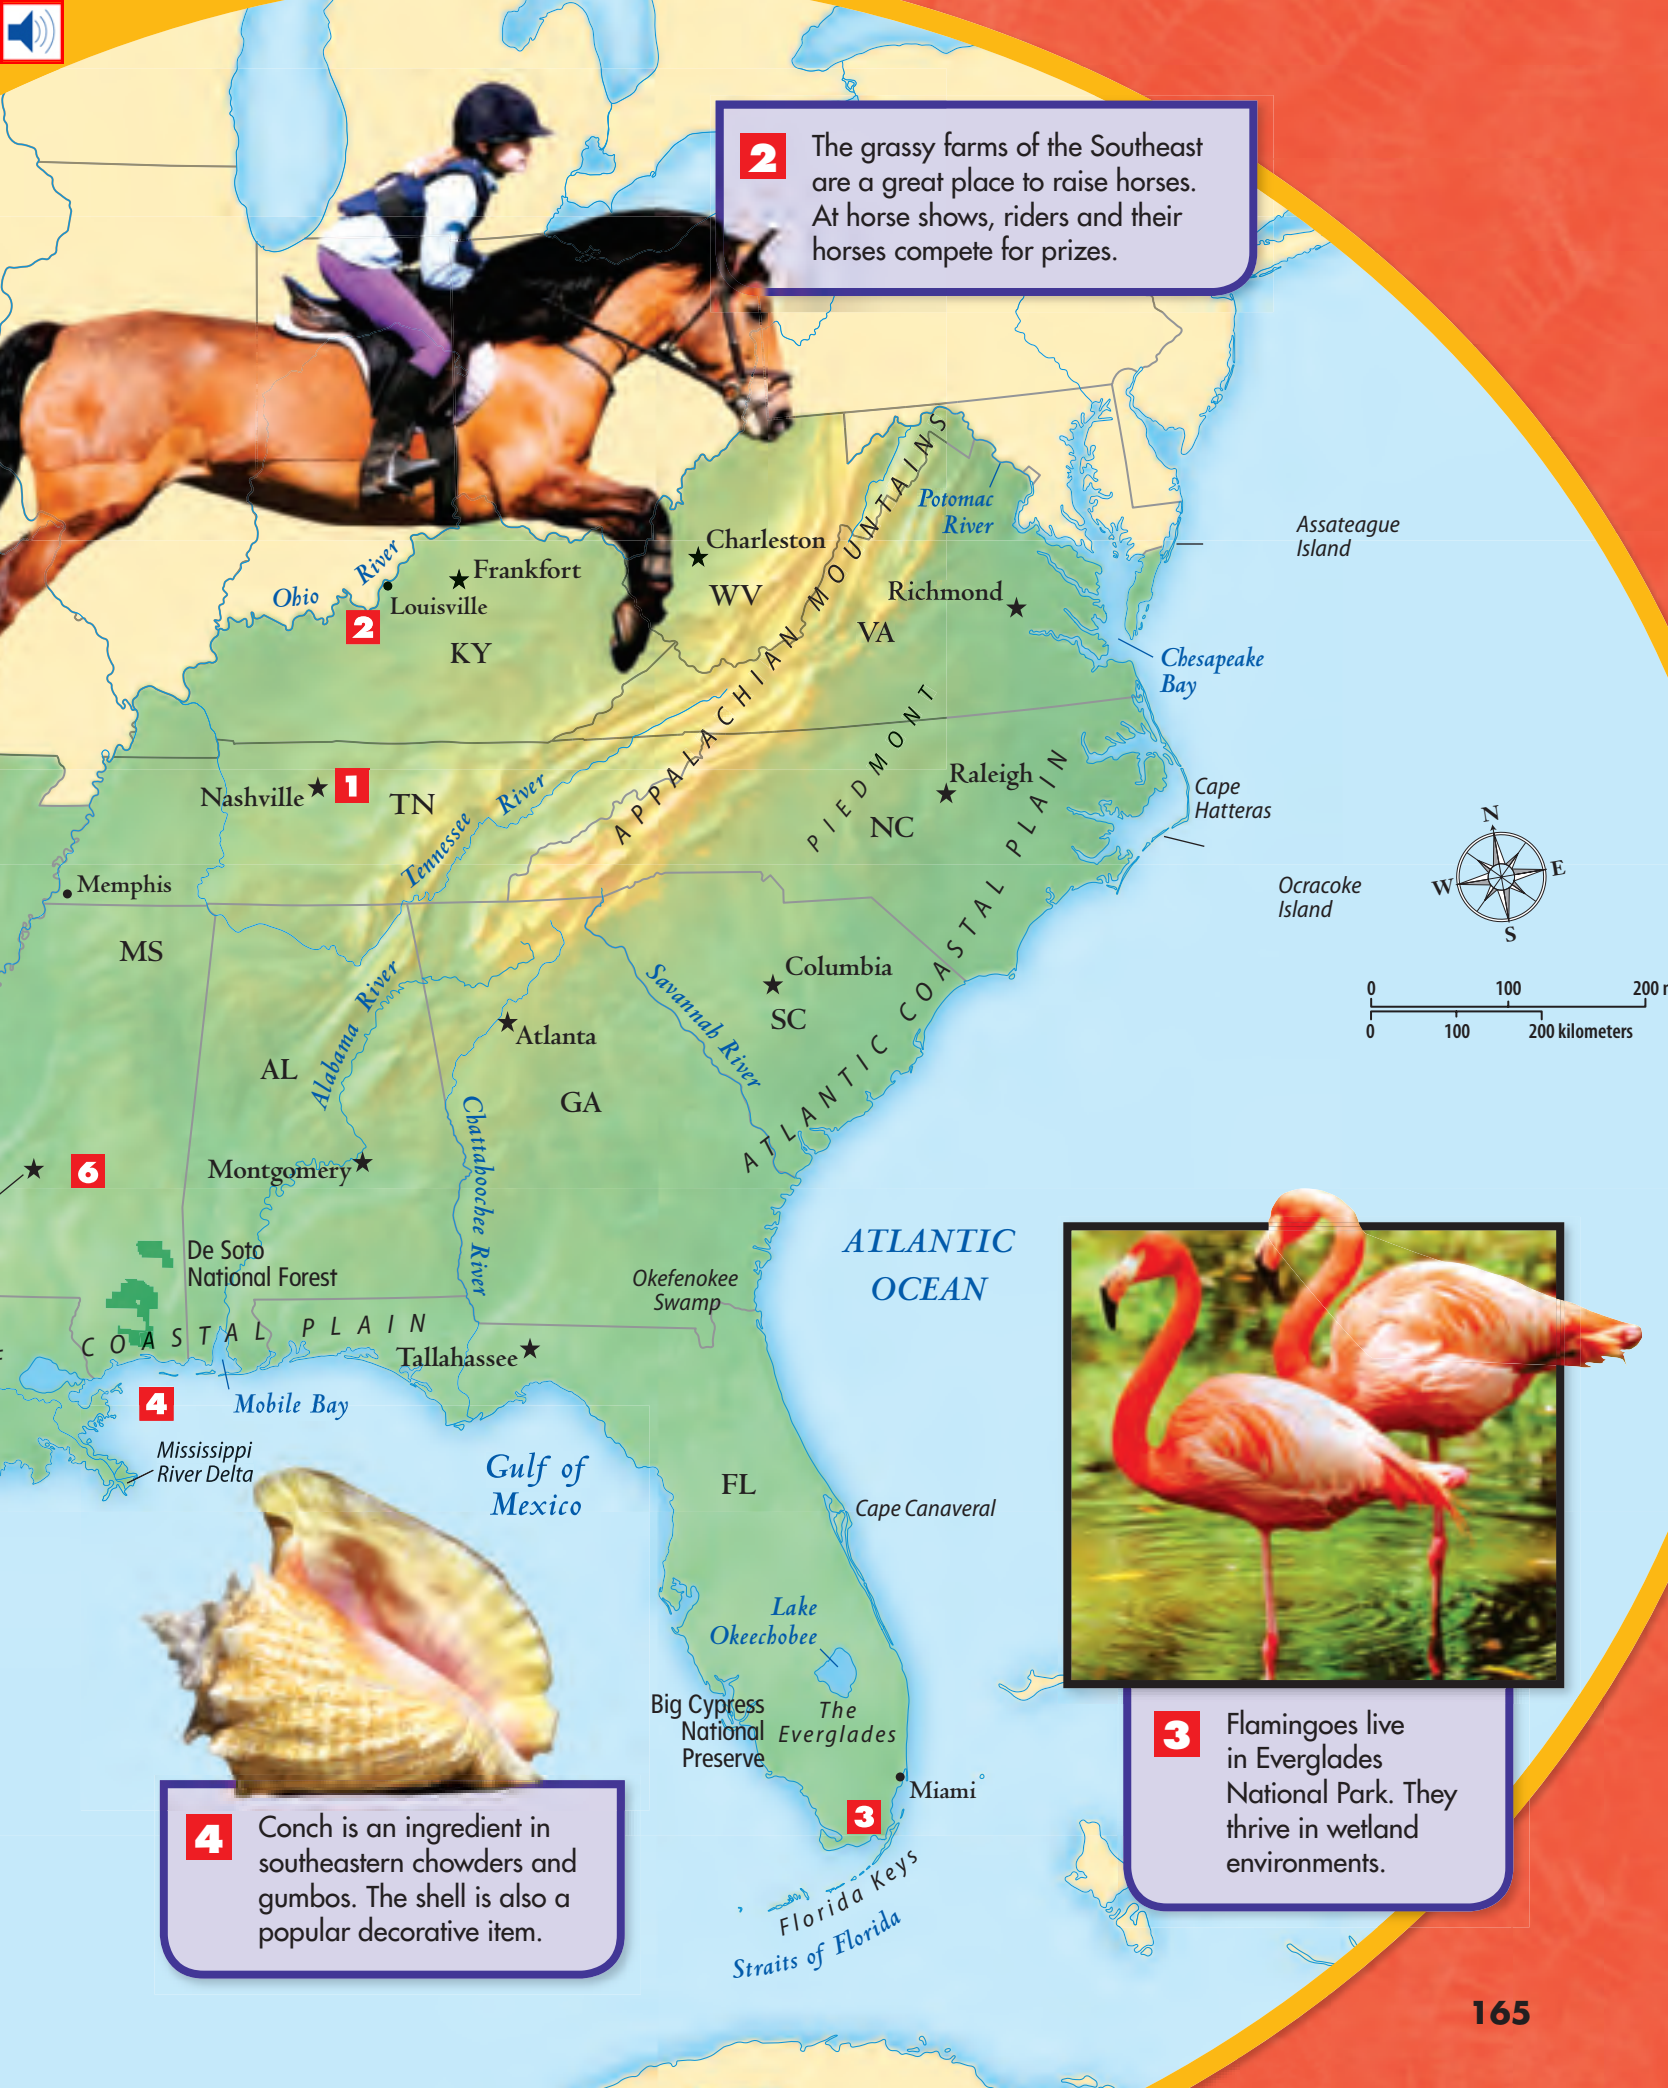 2
The grassy farms of the Southeast
are a great place to raise horses.
At horse shows, riders and their
horses compete for prizes.
APPALACHIAN MOUNTAINS
Potomac
River
Assateague
Island
Charleston
WV
Ohio River
Frankfort
Louisville
2
KY
Richmond
VA
Chesapeake
Bay
PIEDMONT
Nashville
1
TN
Tennessee River
Raleigh
NC
Cape
Hatteras
ATLANTIC COASTAL PLAIN
Memphis
Ocracoke
Island
N
E
W
S
MS
Columbia
SC
Savannah River
Alabama River
0 100 200
0 100 200 kilometers
Atlanta
AL
GA
Chattahoochee River
6
Montgomery
De Soto
National Forest
Okefenokee
Swamp
ATLANTIC
OCEAN
COASTAL PLAIN
Tallahassee
4
Mobile Bay
Mississippi
River Delta
Gulf of
Mexico
FL
Cape Canaveral
Lake
Okeechobee
Big Cypress
National
Preserve
The
Everglades
Miami
3
Florida Keys
Straits of Florida
3
Flamingoes live
in Everglades
National Park. They
thrive in wetland
environments.
4
Conch is an ingredient in
southeastern chowders and
gumbos. The shell is also a
popular decorative item.
165